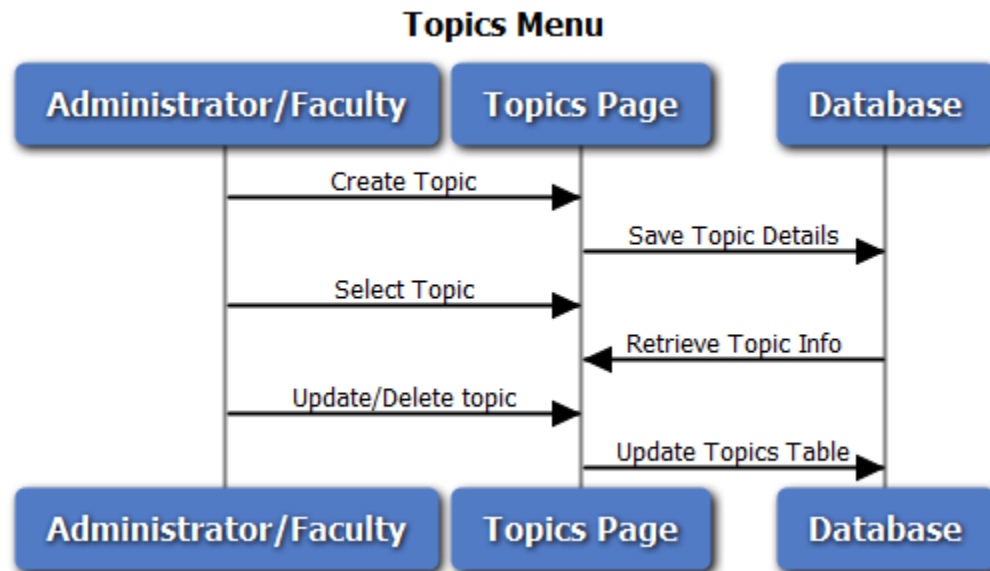 Topics Menu
Administrator/Faculty Topics Page Database
Create Topic
Save Topic Details
Select Topic
Retrieve Topic Info
Update/Delete topic
Update Topics Table
Administrator/Faculty Topics Page Database